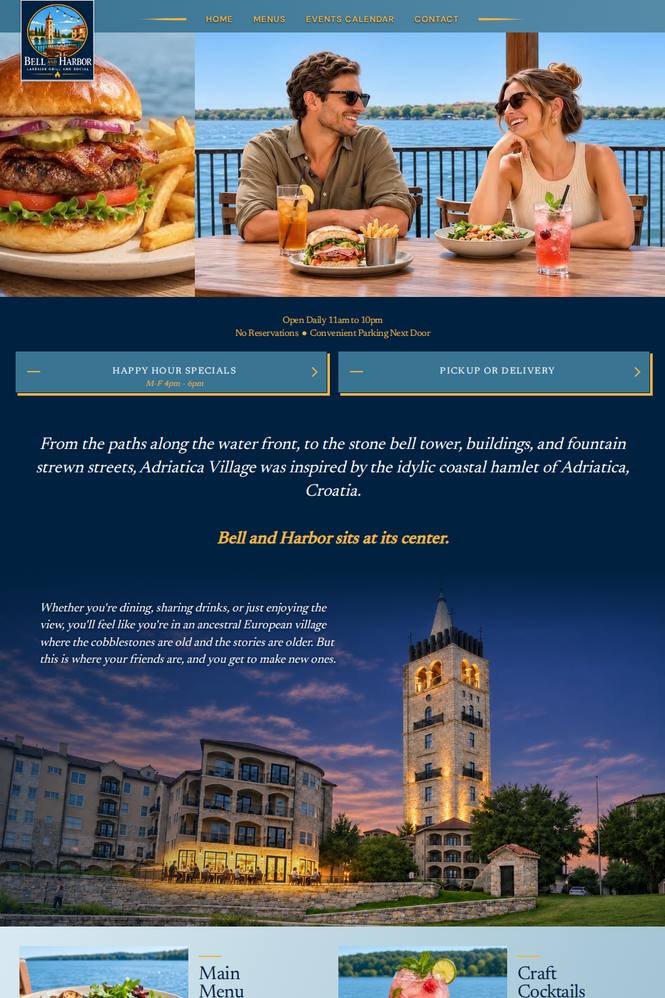 HOME MENUS EVENTS CALENDAR CONTACT
BELL AND HARBOR
LAKESIDE GRILL AND SOCIAL
Open Daily 11am to 10pm
No Reservations ● Convenient Parking Next Door
HAPPY HOUR SPECIALS
M-F 4pm - 6pm
PICKUP OR DELIVERY
From the paths along the water front, to the stone bell tower, buildings, and fountain
strewn streets, Adriatica Village was inspired by the idylic coastal hamlet of Adriatica,
Croatia.
Bell and Harbor sits at its center.
Whether you're dining, sharing drinks, or just enjoying the
view, you'll feel like you're in an ancestral European village
where the cobblestones are old and the stories are older. But
this is where your friends are, and you get to make new ones.
Main
Menu
Craft
Cocktails